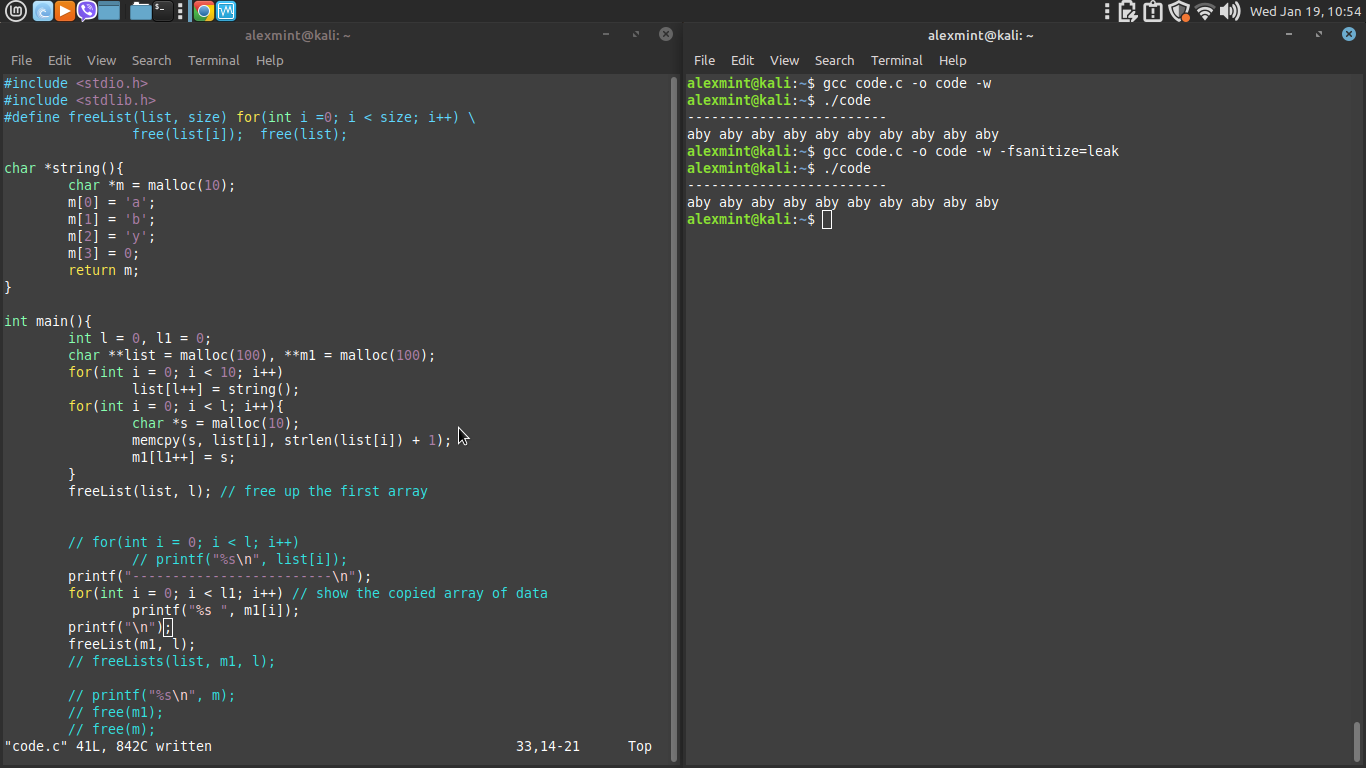 Wed Jan 19, 10:54
alexmint@kali: ~
File Edit View Search Terminal Help
#include <stdio.h>
#include <stdlib.h>
#define freeList(list, size) for(int i =0; i < size; i++) \
                free(list[i]);  free(list);

char *string(){
        char *m = malloc(10);
        m[0] = 'a';
        m[1] = 'b';
        m[2] = 'y';
        m[3] = 0;
        return m;
}

int main(){
        int l = 0, l1 = 0;
        char **list = malloc(100), **m1 = malloc(100);
        for(int i = 0; i < 10; i++)
                list[l++] = string();
        for(int i = 0; i < l; i++){
                char *s = malloc(10);
                memcpy(s, list[i], strlen(list[i]) + 1);
                m1[l1++] = s;
        }
        freeList(list, l); // free up the first array


        // for(int i = 0; i < l; i++)
                // printf("%s\n", list[i]);
        printf("-------------------------\n");
        for(int i = 0; i < l1; i++) // show the copied array of data
                printf("%s ", m1[i]);
        printf("\n");
        freeList(m1, l);
        // freeLists(list, m1, l);

        // printf("%s\n", m);
        // free(m1);
        // free(m);
"code.c" 41L, 842C written 33,14-21 Top
alexmint@kali: ~
File Edit View Search Terminal Help
alexmint@kali:~$ gcc code.c -o code -w
alexmint@kali:~$ ./code
-------------------------
aby aby aby aby aby aby aby aby aby aby
alexmint@kali:~$ gcc code.c -o code -w -fsanitize=leak
alexmint@kali:~$ ./code
-------------------------
aby aby aby aby aby aby aby aby aby aby
alexmint@kali:~$